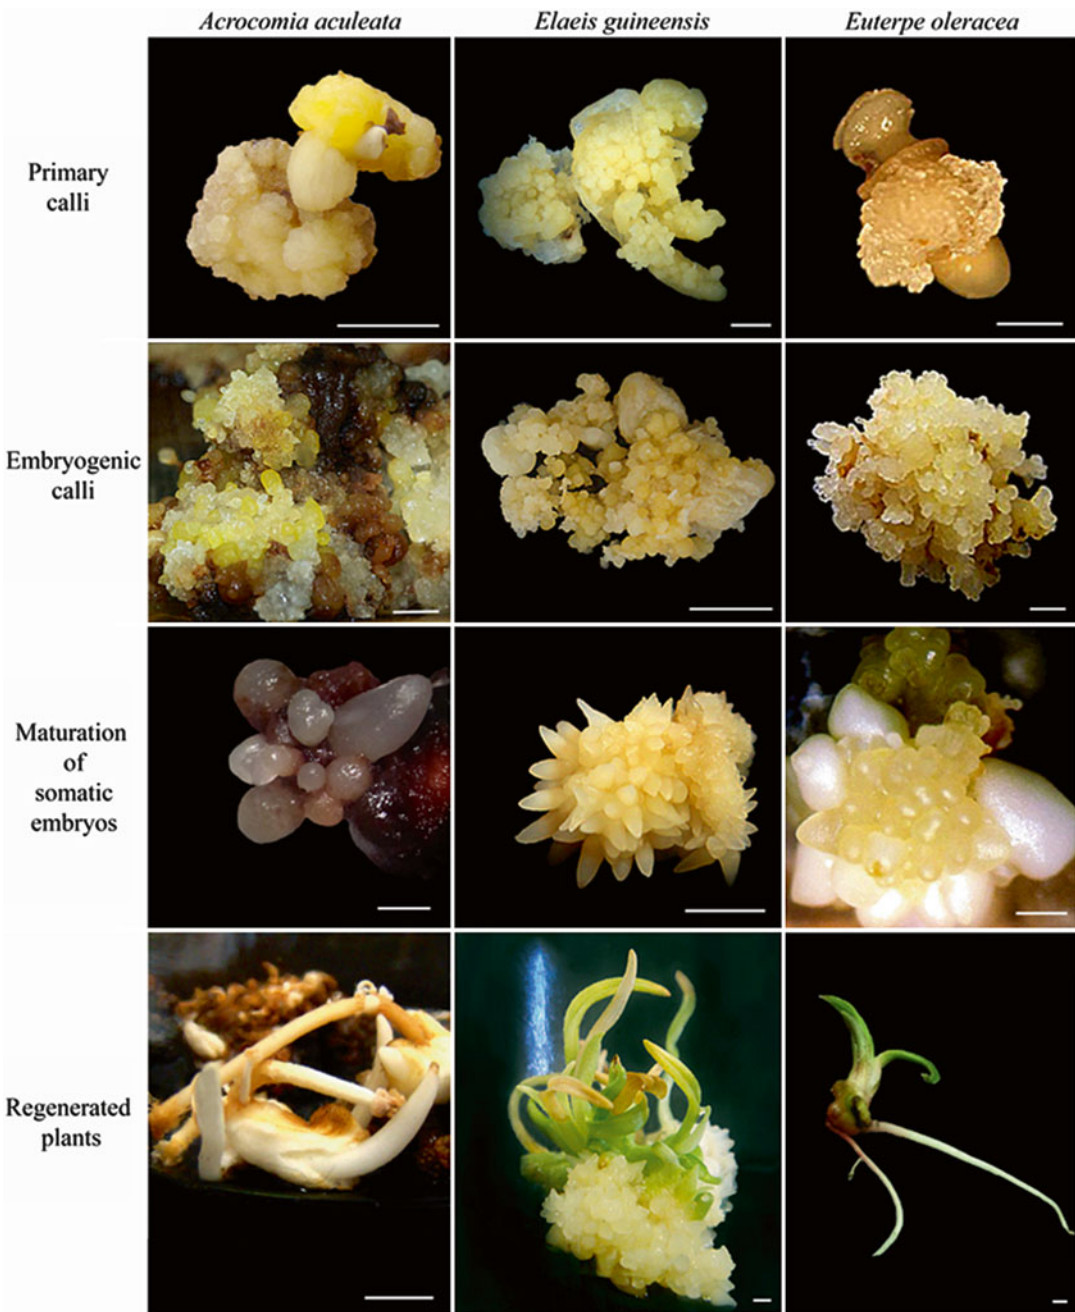 Acrocomia aculeata Elaeis guineensis Euterpe oleracea
Primary
calli
Embryogenic
calli
Maturation
of
somatic
embryos
Regenerated
plants